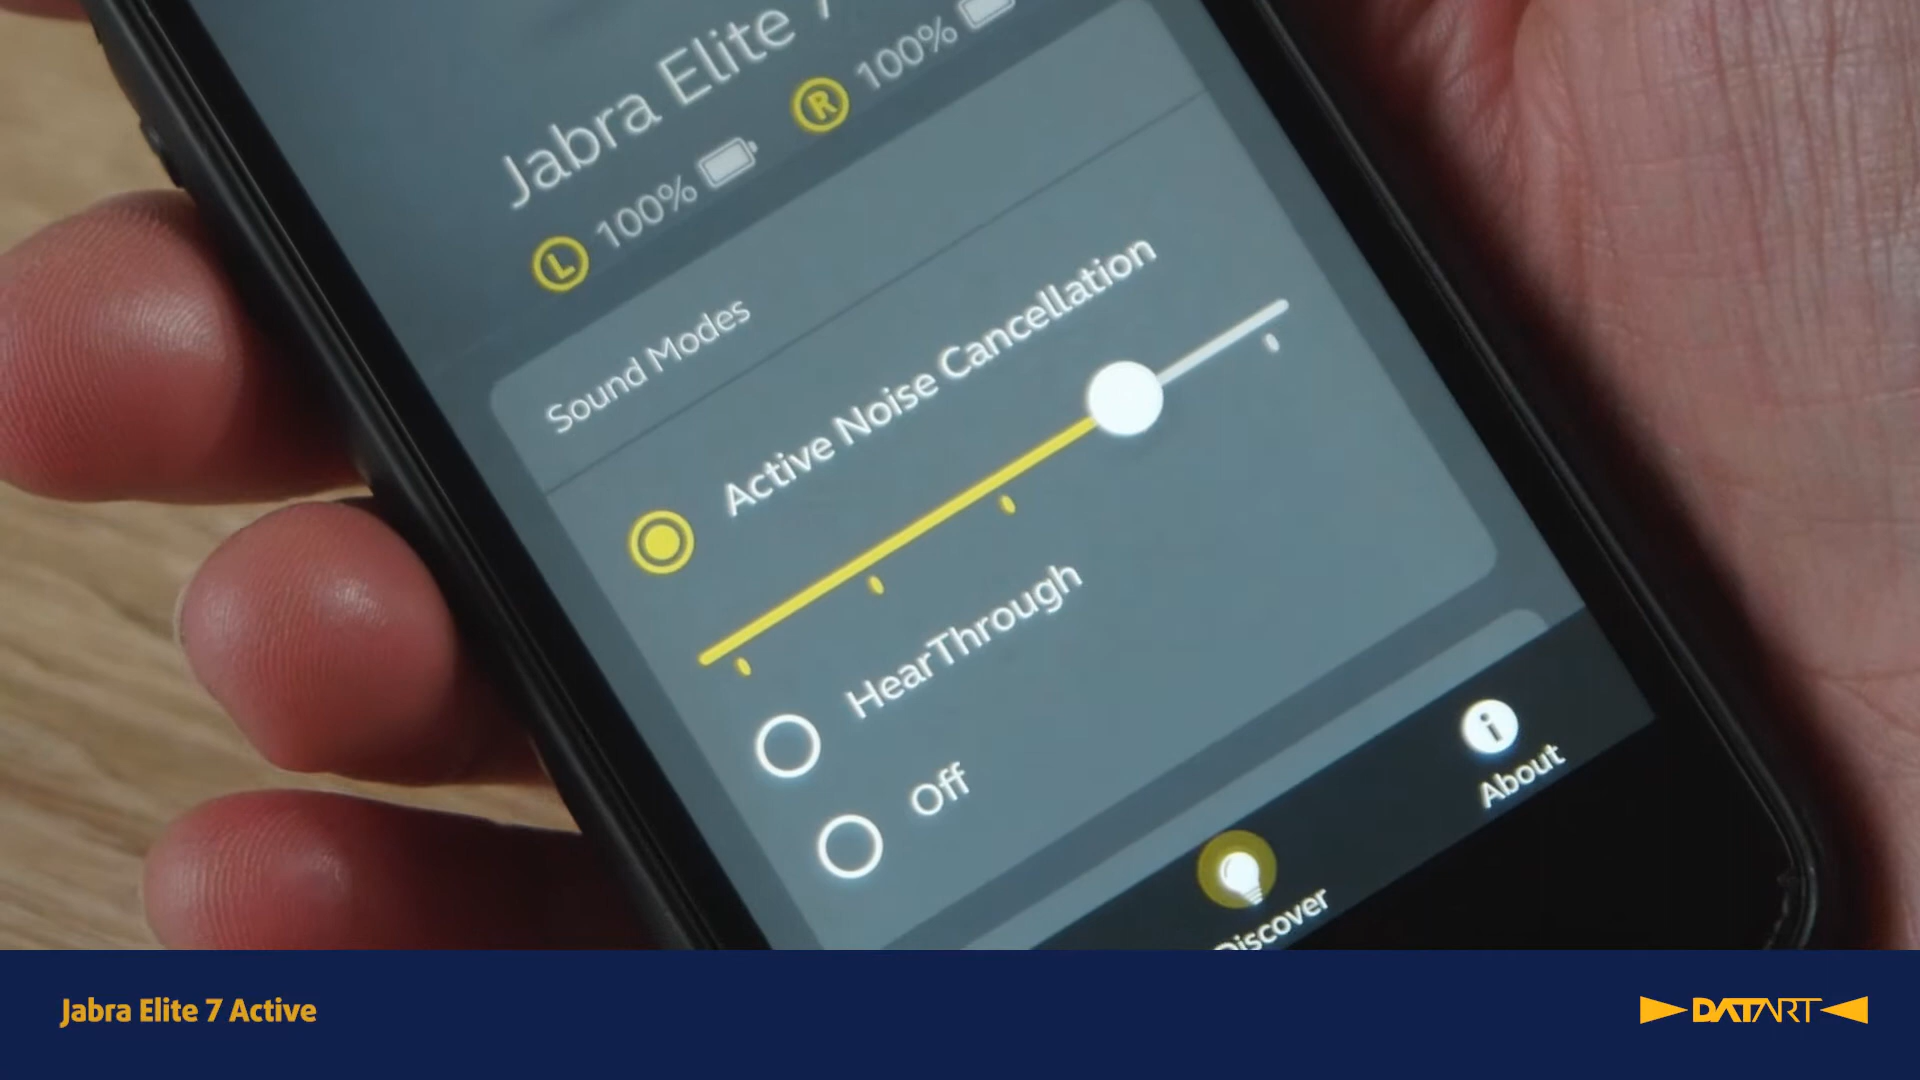 Jabra Elite 7
L 100% R 100%
Sound Modes
Active Noise Cancellation
HearThrough
Off
Discover
About
Jabra Elite 7 Active
DATART